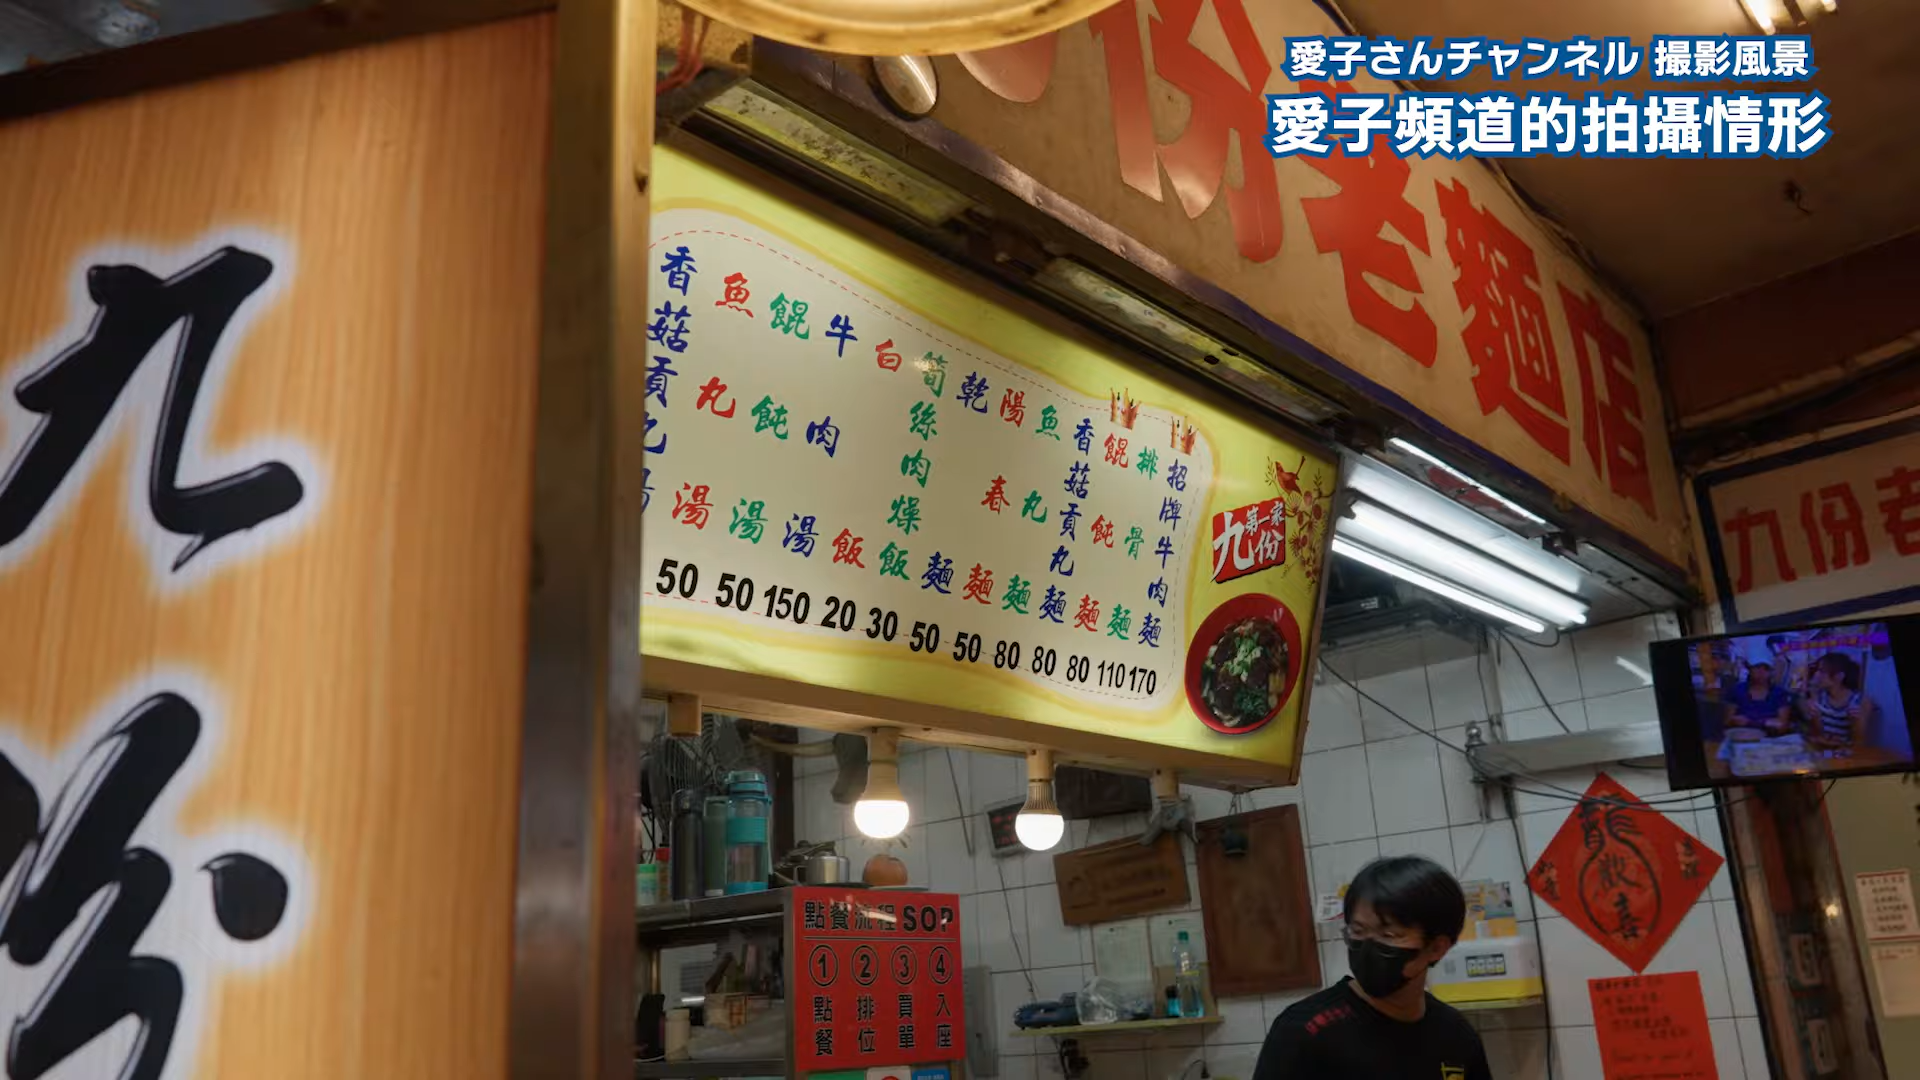 愛子さんチャンネル 撮影風景
愛子頻道的拍攝情形
份老麵店
九份老
九份
招牌牛肉麵 170
排骨麵 110
餛飩麵 80
香菇貢丸麵 80
魚丸麵 80
陽春麵 50
乾麵 50
筍絲肉燥飯 30
白飯 20
牛肉湯 150
餛飩湯 50
魚丸湯 50
香菇貢丸湯
第一家
九份
點餐流程SOP
① ② ③ ④
點餐 排位 買單 入座